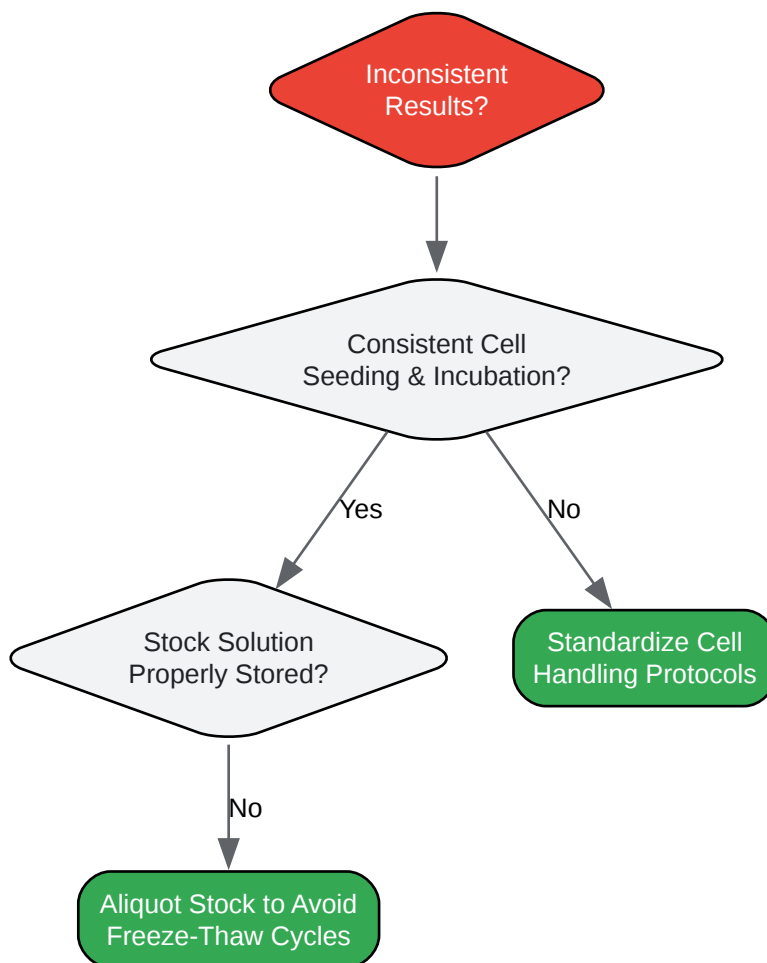 Inconsistent
Results?
Consistent Cell
Seeding & Incubation?
Yes
No
Stock Solution
Properly Stored?
Standardize Cell
Handling Protocols
No
Aliquot Stock to Avoid
Freeze-Thaw Cycles